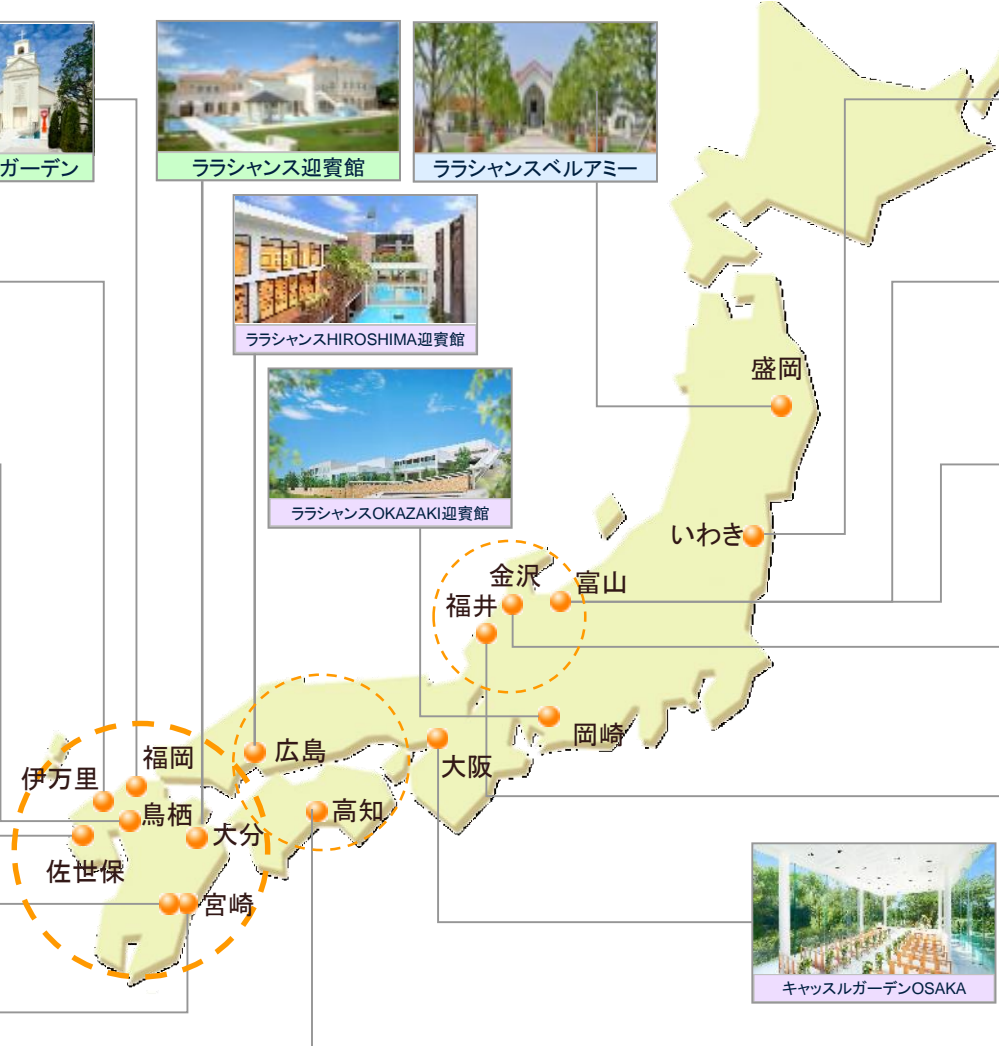 ガーデン
ララシャンス迎賓館
ララシャンスベルアミー
ララシャンスHIROSHIMA迎賓館
ララシャンスOKAZAKI迎賓館
盛岡
いわき
金沢
富山
福井
岡崎
大阪
広島
高知
福岡
伊万里
鳥栖
大分
佐世保
宮崎
キャッスルガーデンOSAKA